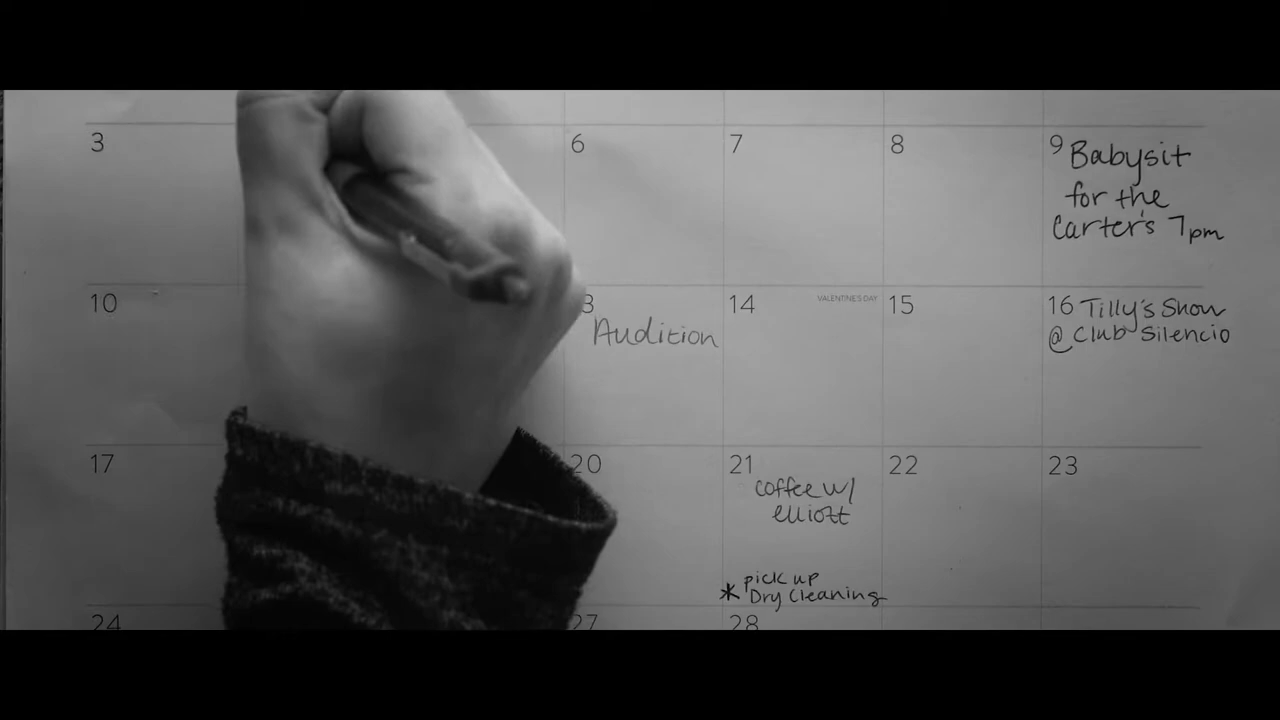 3 6 7 8 9 Babysit
for the
Carter's 7pm
10 3 14 VALENTINE'S DAY 15 16 Tilly's Show
Audition @ Club Silencio
17 20 21 22 23
coffee w/
elliott
* pick up
Dry Cleaning
24 27 28